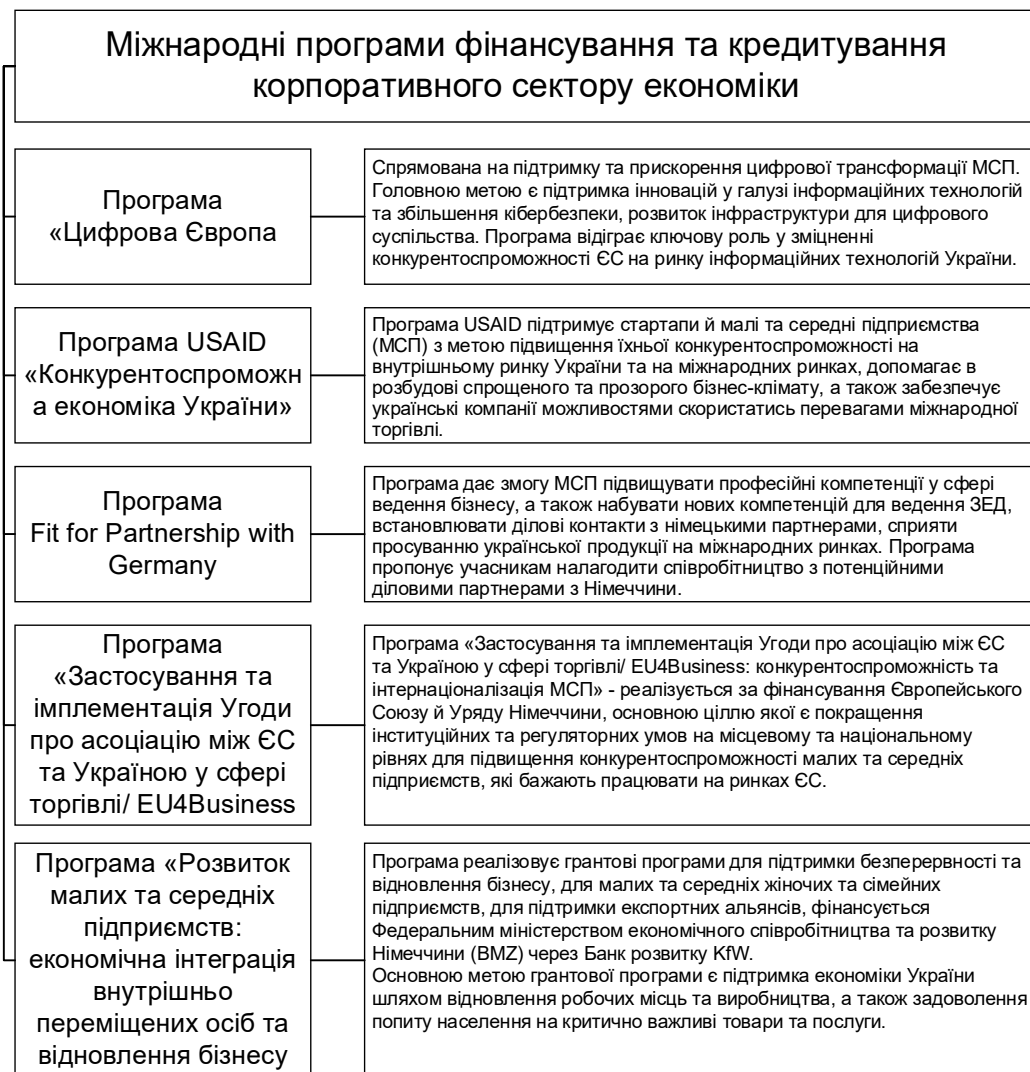 Міжнародні програми фінансування та кредитування
корпоративного сектору економіки
Програма
«Цифрова Європа
Спрямована на підтримку та прискорення цифрової трансформації МСП.
Головною метою є підтримка інновацій у галузі інформаційних технологій
та збільшення кібербезпеки, розвиток інфраструктури для цифрового
суспільства. Програма відіграє ключову роль у зміцненні
конкурентоспроможності ЄС на ринку інформаційних технологій України.
Програма USAID
«Конкурентоспроможн
а економіка України»
Програма USAID підтримує стартапи й малі та середні підприємства
(МСП) з метою підвищення їхньої конкурентоспроможності на
внутрішньому ринку України та на міжнародних ринках, допомагає в
розбудові спрощеного та прозорого бізнес-клімату, а також забезпечує
українські компанії можливостями скористатись перевагами міжнародної
торгівлі.
Програма
Fit for Partnership with
Germany
Програма дає змогу МСП підвищувати професійні компетенції у сфері
ведення бізнесу, а також набувати нових компетенцій для ведення ЗЕД,
встановлювати ділові контакти з німецькими партнерами, сприяти
просуванню української продукції на міжнародних ринках. Програма
пропонує учасникам налагодити співробітництво з потенційними
діловими партнерами з Німеччини.
Програма
«Застосування та
імплементація Угоди
про асоціацію між ЄС
та Україною у сфері
торгівлі/ EU4Business
Програма «Застосування та імплементація Угоди про асоціацію між ЄС
та Україною у сфері торгівлі/ EU4Business: конкурентоспроможність та
інтернаціоналізація МСП» - реалізується за фінансування Європейського
Союзу й Уряду Німеччини, основною ціллю якої є покращення
інституційних та регуляторних умов на місцевому та національному
рівнях для підвищення конкурентоспроможності малих та середніх
підприємств, які бажають працювати на ринках ЄС.
Програма «Розвиток
малих та середніх
підприємств:
економічна інтеграція
внутрішньо
переміщених осіб та
відновлення бізнесу
Програма реалізовує грантові програми для підтримки безперервності та
відновлення бізнесу, для малих та середніх жіночих та сімейних
підприємств, для підтримки експортних альянсів, фінансується
Федеральним міністерством економічного співробітництва та розвитку
Німеччини (BMZ) через Банк розвитку KfW.
Основною метою грантової програми є підтримка економіки України
шляхом відновлення робочих місць та виробництва, а також задоволення
попиту населення на критично важливі товари та послуги.